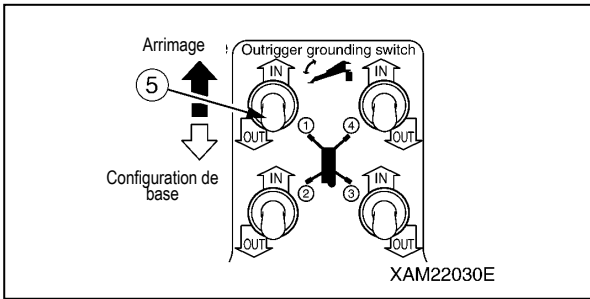 Arrimage
Outrigger grounding switch
5
IN
IN
1
4
OUT
OUT
Configuration de
base
IN
IN
2
3
OUT
OUT
XAM22030E